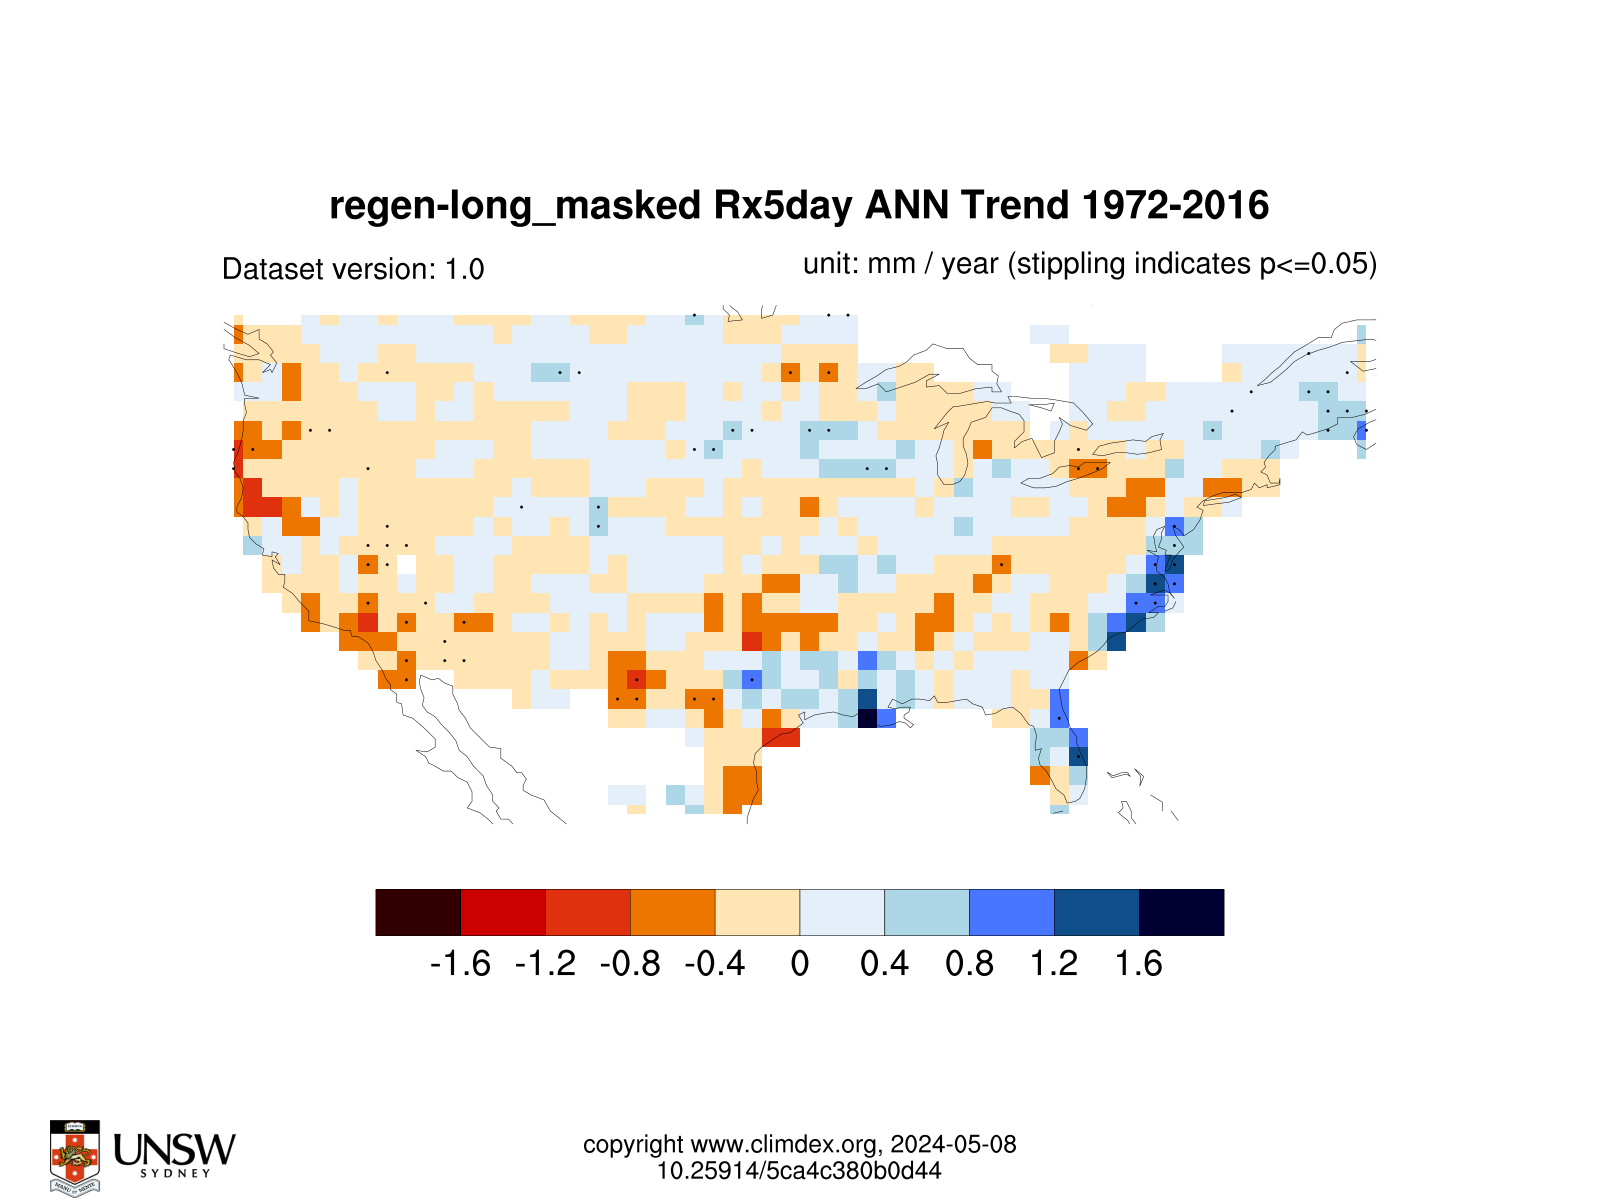 regen-long_masked Rx5day ANN Trend 1972-2016
Dataset version: 1.0
unit: mm / year (stippling indicates p<=0.05)
-1.6 -1.2 -0.8 -0.4 0 0.4 0.8 1.2 1.6
UNSW
SYDNEY
copyright www.climdex.org, 2024-05-08
10.25914/5ca4c380b0d44